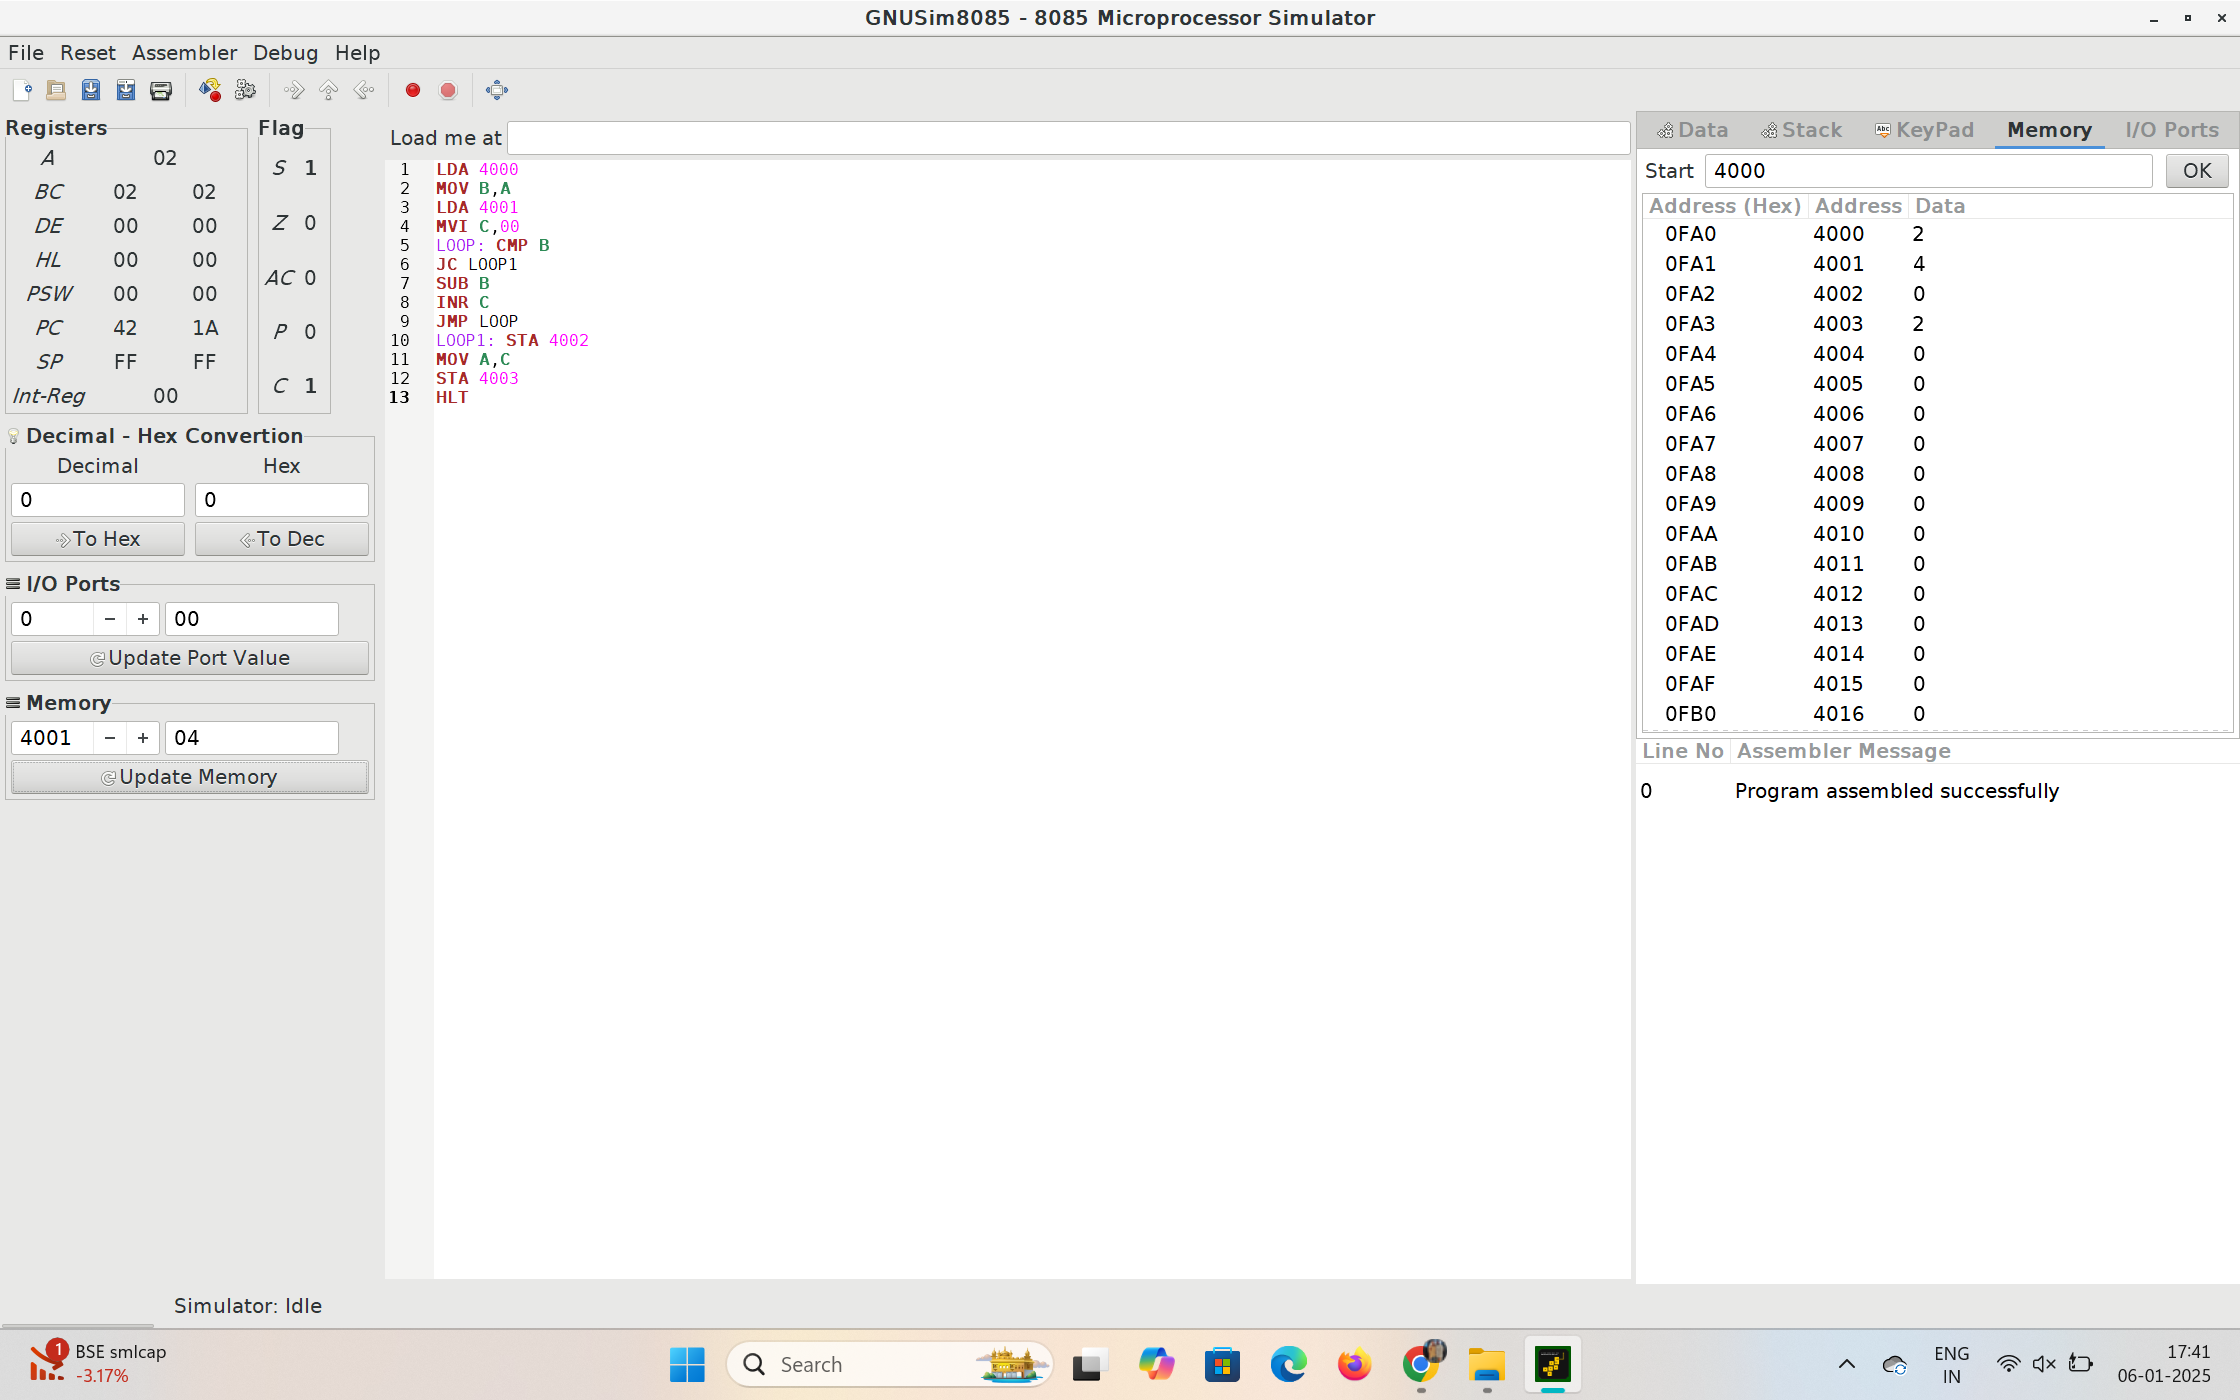 GNUSim8085 - 8085 Microprocessor Simulator
File Reset Assembler Debug Help
Registers
A 02
BC 02 02
DE 00 00
HL 00 00
PSW 00 00
PC 42 1A
SP FF FF
Int-Reg 00
Flag
S 1
Z 0
AC 0
P 0
C 1
Decimal - Hex Convertion
Decimal Hex
0 0
To Hex To Dec
I/O Ports
0 − + 00
Update Port Value
Memory
4001 − + 04
Update Memory
Load me at
1 LDA 4000
2 MOV B,A
3 LDA 4001
4 MVI C,00
5 LOOP: CMP B
6 JC LOOP1
7 SUB B
8 INR C
9 JMP LOOP
10 LOOP1: STA 4002
11 MOV A,C
12 STA 4003
13 HLT
Data Stack Abc KeyPad Memory I/O Ports
Start 4000 OK
Address (Hex) Address Data
0FA0 4000 2
0FA1 4001 4
0FA2 4002 0
0FA3 4003 2
0FA4 4004 0
0FA5 4005 0
0FA6 4006 0
0FA7 4007 0
0FA8 4008 0
0FA9 4009 0
0FAA 4010 0
0FAB 4011 0
0FAC 4012 0
0FAD 4013 0
0FAE 4014 0
0FAF 4015 0
0FB0 4016 0
Line No Assembler Message
0 Program assembled successfully
Simulator: Idle
1 BSE smlcap
-3.17%
Search
ENG
IN
17:41
06-01-2025